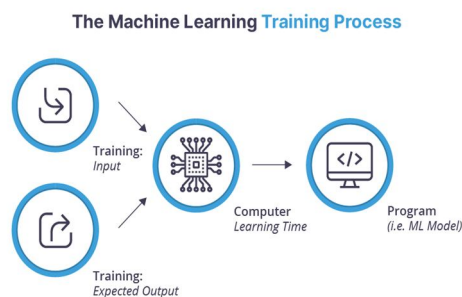 The Machine Learning Training Process
Training:
Input
Computer
Learning Time
Program
(i.e. ML Model)
Training:
Expected Output